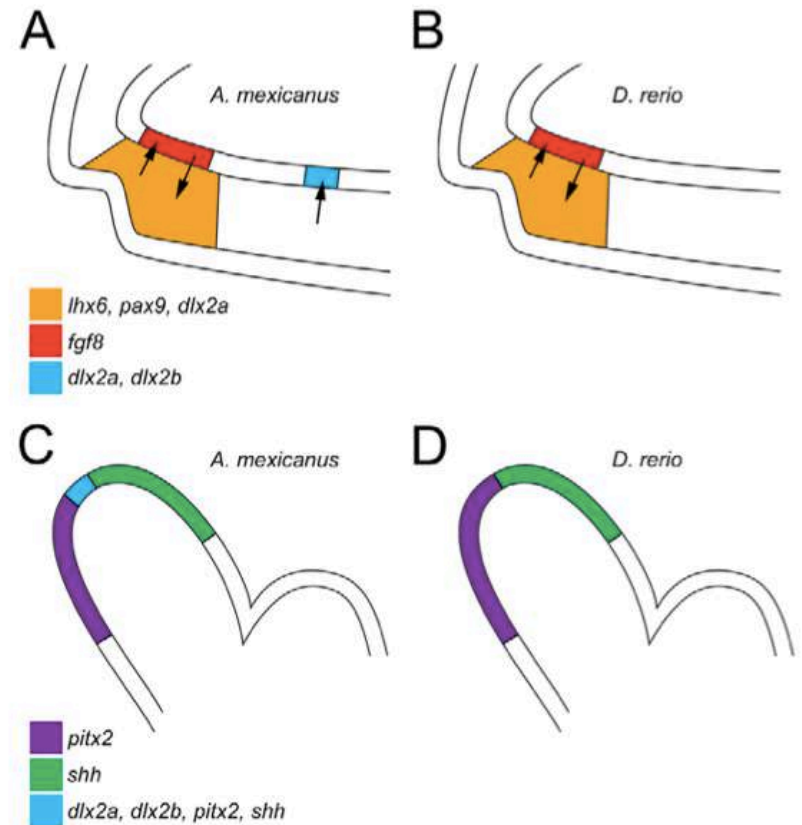 A
B
A. mexicanus
D. rerio
lhx6, pax9, dlx2a
fgf8
dlx2a, dlx2b
C
D
A. mexicanus
D. rerio
pitx2
shh
dlx2a, dlx2b, pitx2, shh